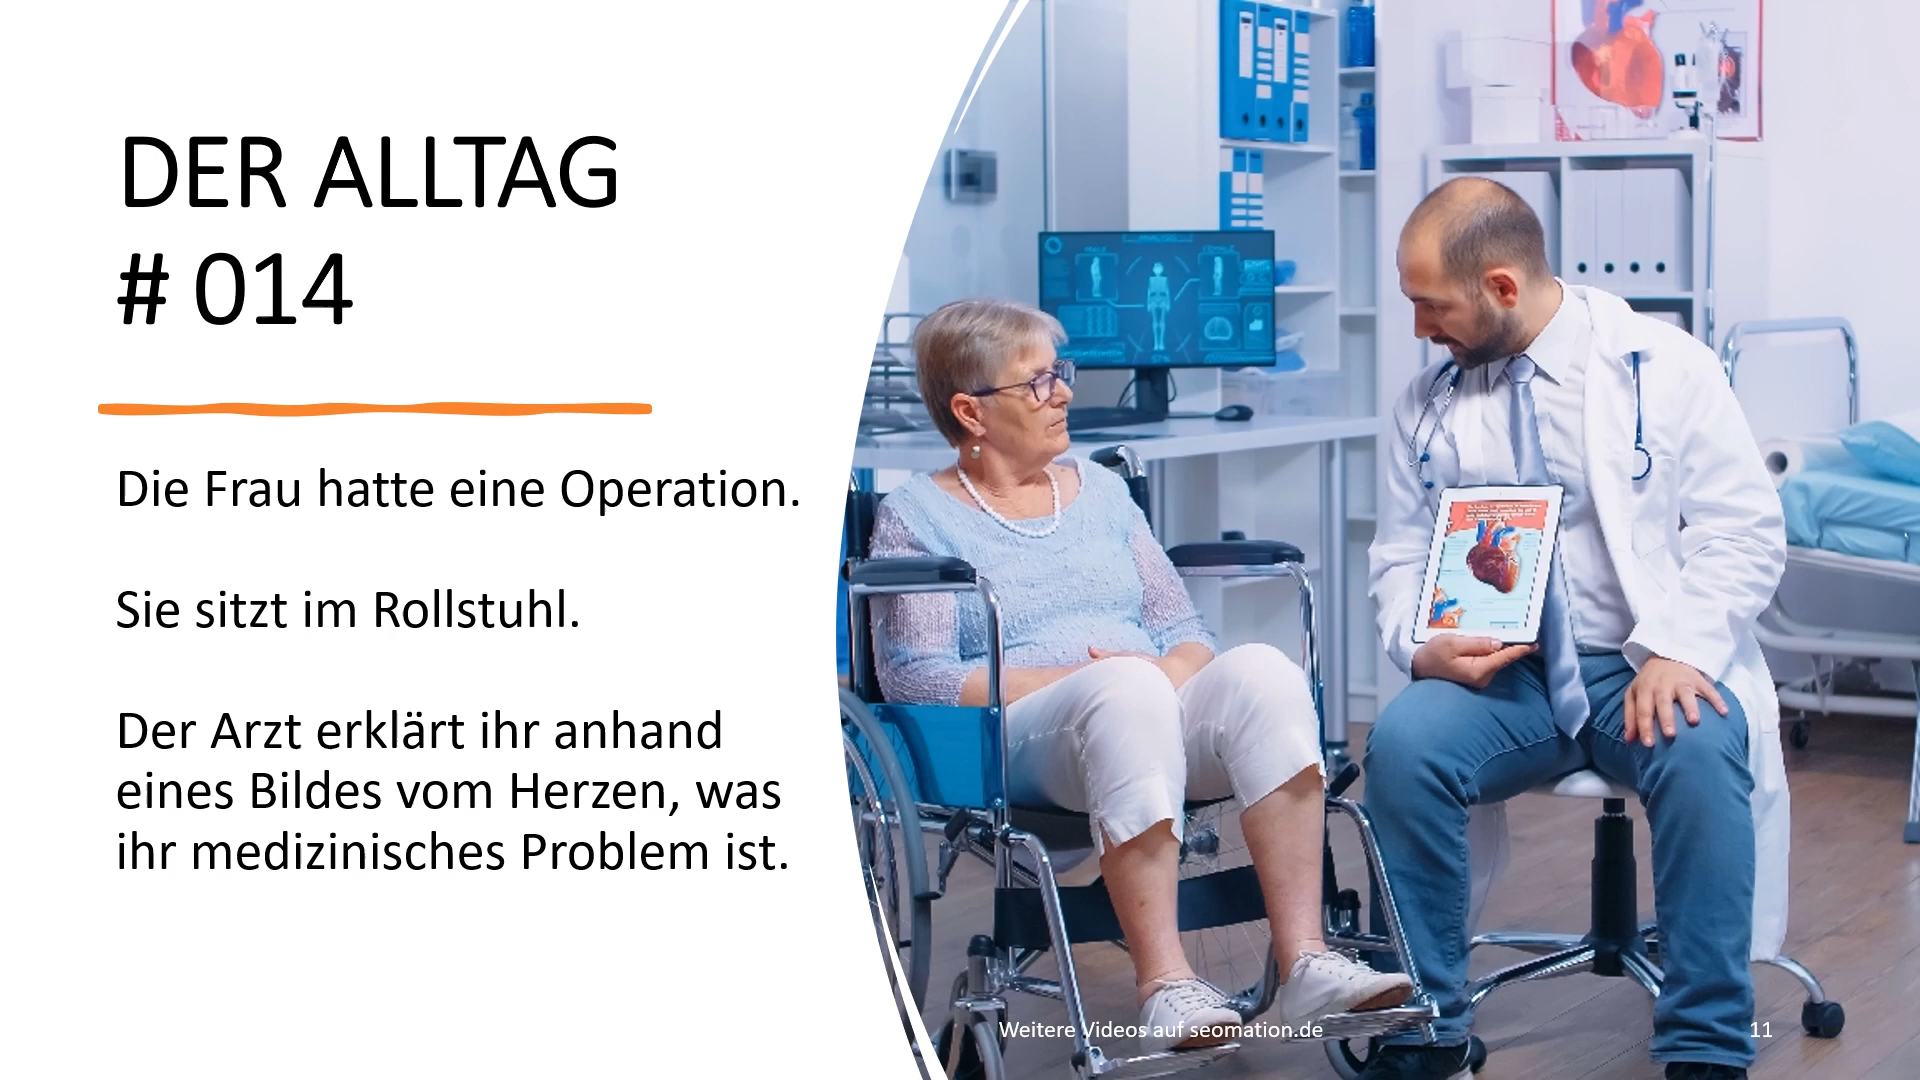 DER ALLTAG
# 014
Die Frau hatte eine Operation.
Sie sitzt im Rollstuhl.
Der Arzt erklärt ihr anhand
eines Bildes vom Herzen, was
ihr medizinisches Problem ist.
Weitere Videos auf seomation.de
11